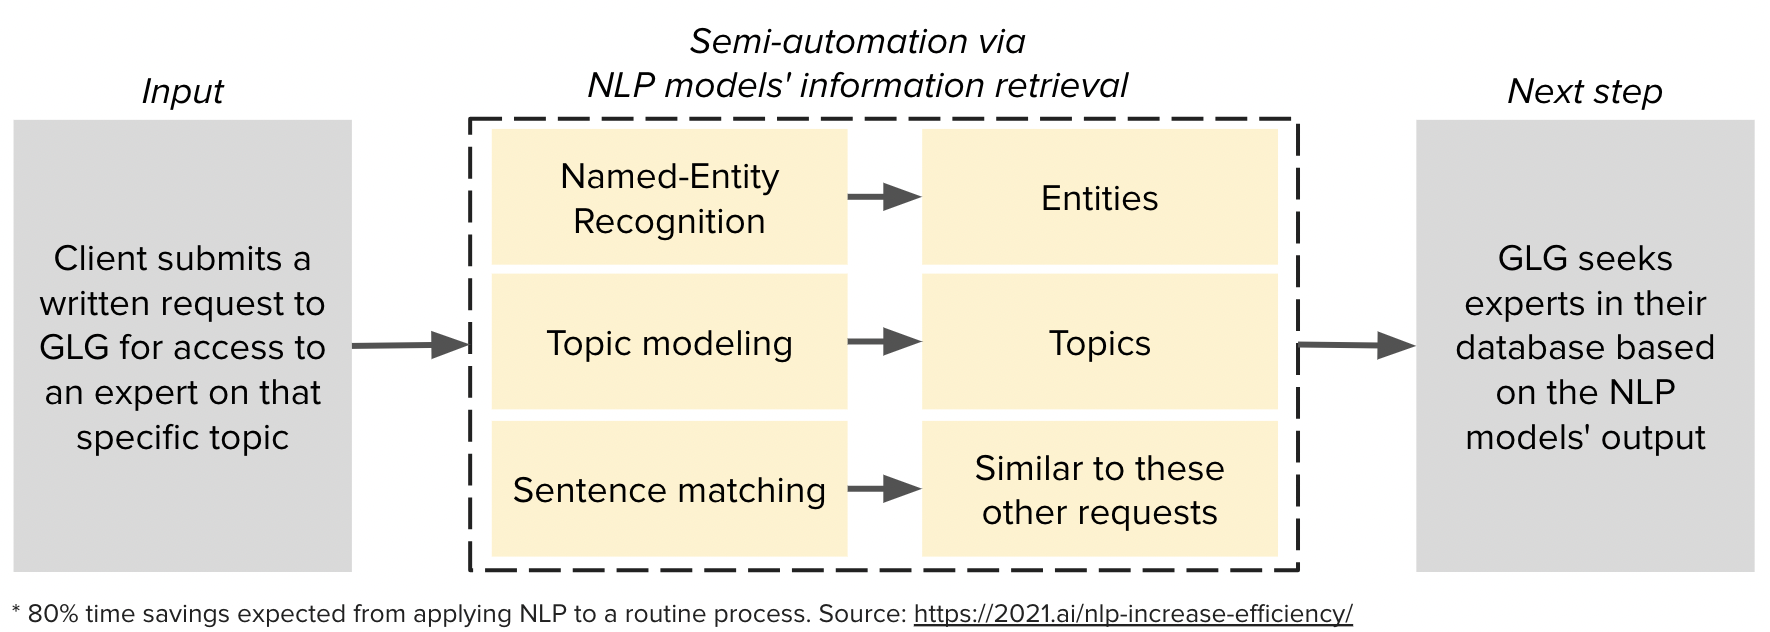 Input
Client submits a
written request to
GLG for access to
an expert on that
specific topic
Semi-automation via
NLP models' information retrieval
Named-Entity
Recognition
Entities
Topic modeling
Topics
Sentence matching
Similar to these
other requests
Next step
GLG seeks
experts in their
database based
on the NLP
models' output
* 80% time savings expected from applying NLP to a routine process. Source: https://2021.ai/nlp-increase-efficiency/